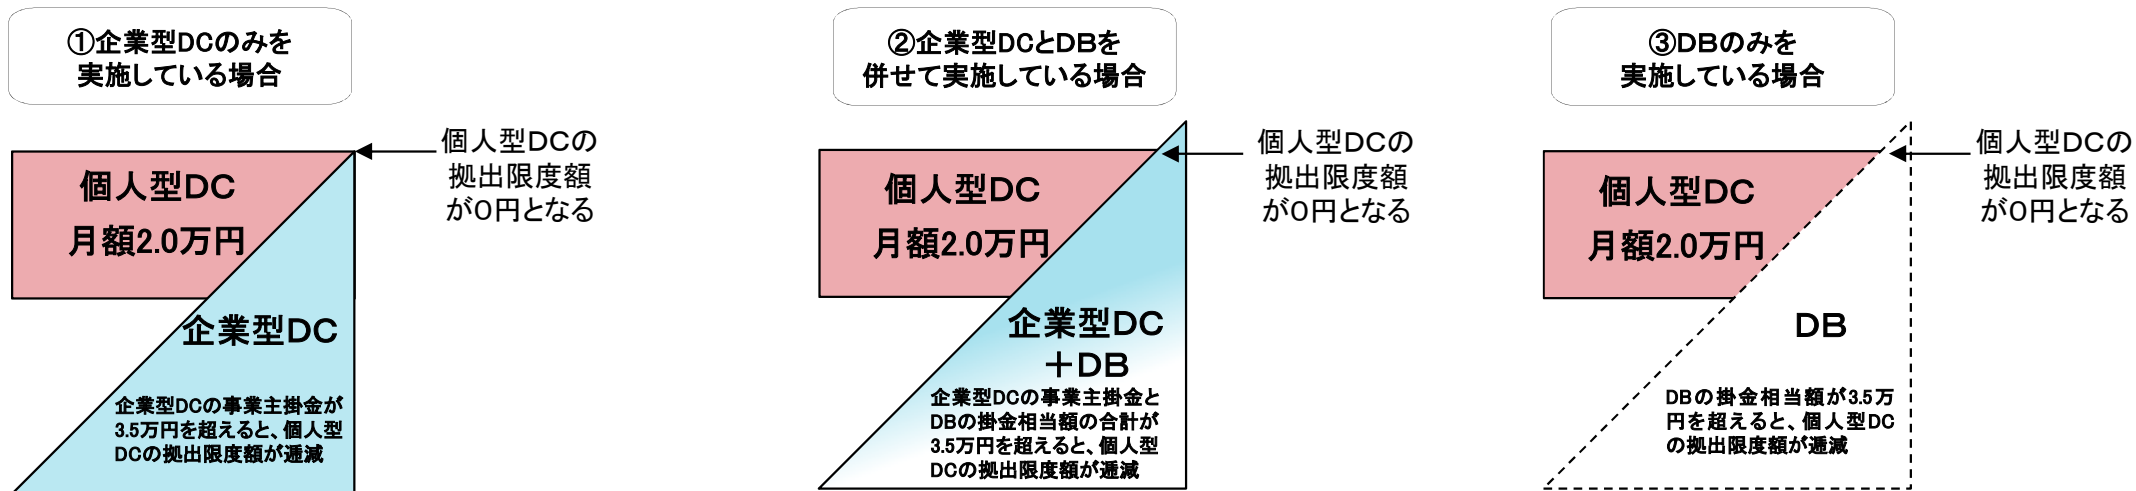 ①企業型DCのみを
実施している場合
個人型DCの
拠出限度額
が0円となる
個人型DC
月額2.0万円
企業型DC
企業型DCの事業主掛金が
3.5万円を超えると、個人型
DCの拠出限度額が逓減
②企業型DCとDBを
併せて実施している場合
個人型DCの
拠出限度額
が0円となる
個人型DC
月額2.0万円
企業型DC
＋DB
企業型DCの事業主掛金と
DBの掛金相当額の合計が
3.5万円を超えると、個人型
DCの拠出限度額が逓減
③DBのみを
実施している場合
個人型DCの
拠出限度額
が0円となる
個人型DC
月額2.0万円
DB
DBの掛金相当額が3.5万
円を超えると、個人型DC
の拠出限度額が逓減